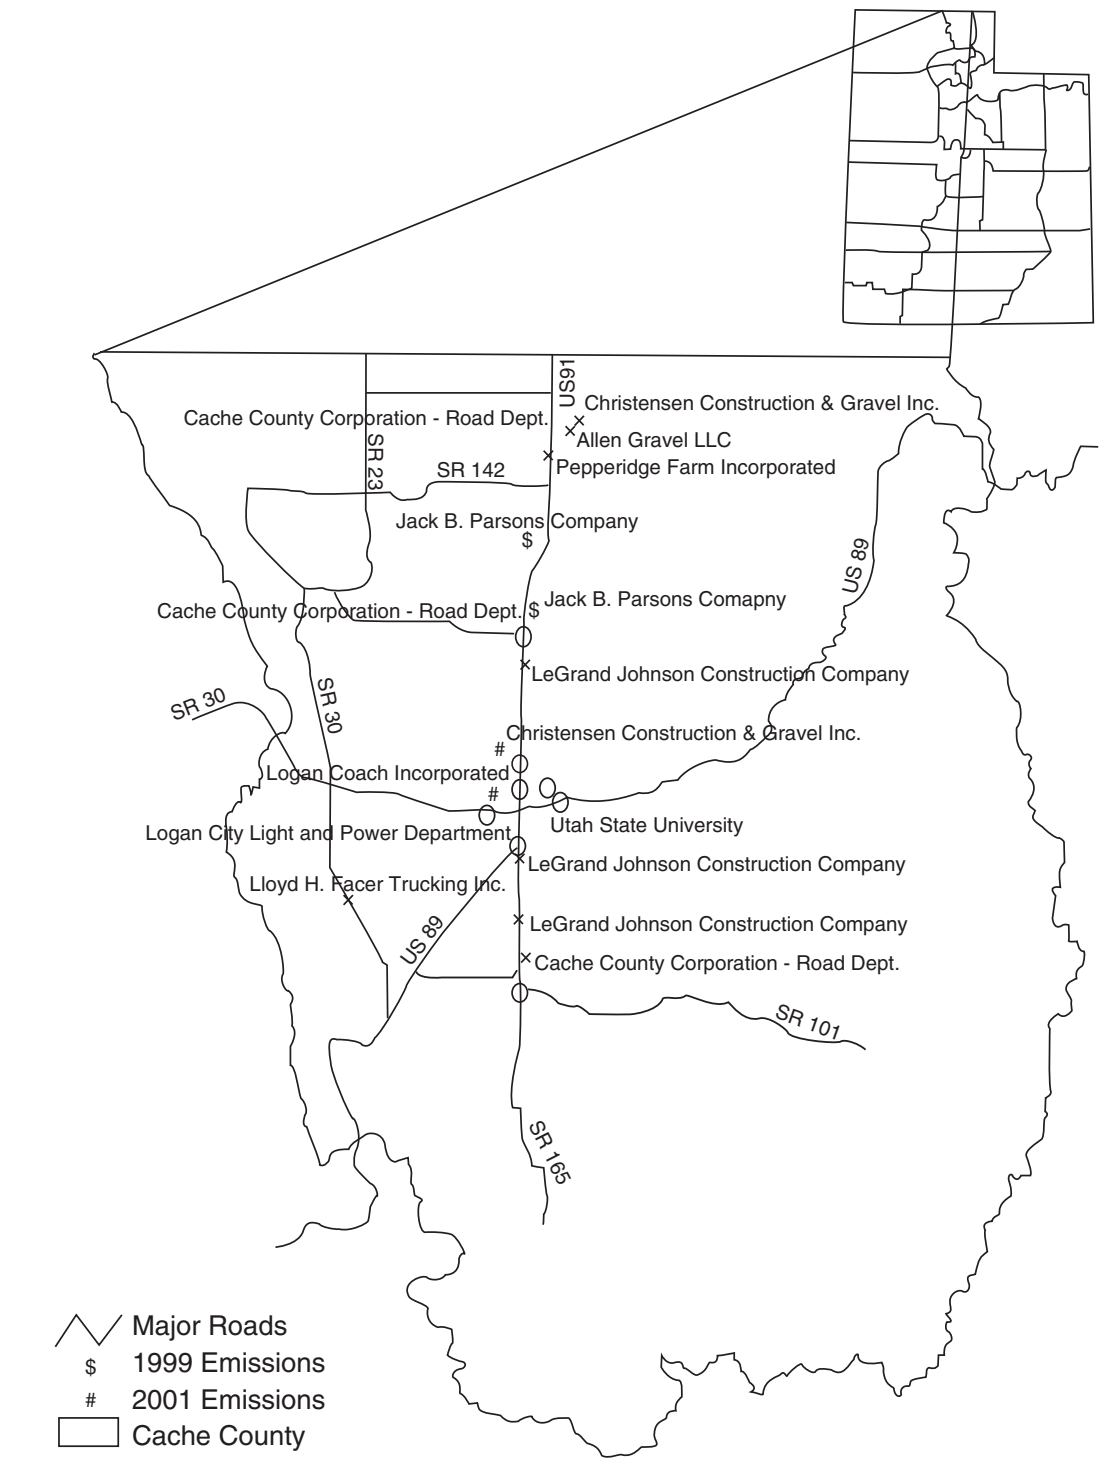 US91
Christensen Construction & Gravel Inc.
Cache County Corporation - Road Dept.
Allen Gravel LLC
SR 23
SR 142
Pepperidge Farm Incorporated
Jack B. Parsons Company
$
US 89
Jack B. Parsons Comapny
Cache County Corporation - Road Dept. $
LeGrand Johnson Construction Company
SR 30
SR 30
Christensen Construction & Gravel Inc.
#
Logan Coach Incorporated
#
Utah State University
Logan City Light and Power Department
LeGrand Johnson Construction Company
Lloyd H. Facer Trucking Inc.
LeGrand Johnson Construction Company
US 89
Cache County Corporation - Road Dept.
SR 101
SR 165
Major Roads
$ 1999 Emissions
# 2001 Emissions
Cache County